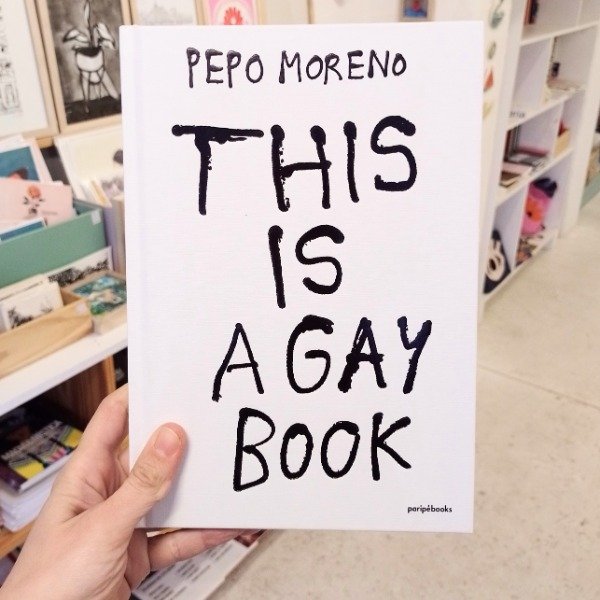 PEPO MORENO
THIS
IS
A GAY
BOOK
paripébooks